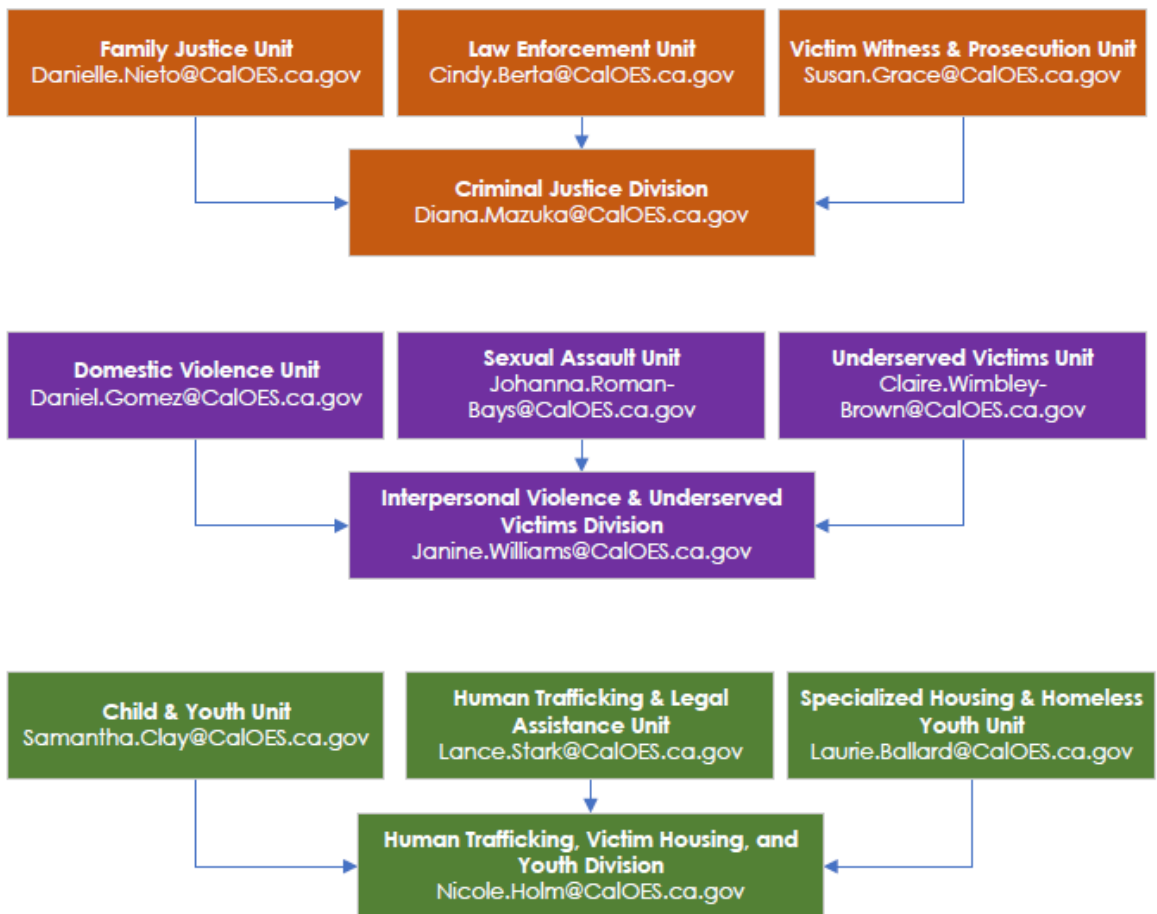 Family Justice Unit
Danielle.Nieto@CalOES.ca.gov
Law Enforcement Unit
Cindy.Berta@CalOES.ca.gov
Victim Witness & Prosecution Unit
Susan.Grace@CalOES.ca.gov
Criminal Justice Division
Diana.Mazuka@CalOES.ca.gov
Domestic Violence Unit
Daniel.Gomez@CalOES.ca.gov
Sexual Assault Unit
Johanna.Roman-
Bays@CalOES.ca.gov
Underserved Victims Unit
Claire.Wimbley-
Brown@CalOES.ca.gov
Interpersonal Violence & Underserved
Victims Division
Janine.Williams@CalOES.ca.gov
Child & Youth Unit
Samantha.Clay@CalOES.ca.gov
Human Trafficking & Legal
Assistance Unit
Lance.Stark@CalOES.ca.gov
Specialized Housing & Homeless
Youth Unit
Laurie.Ballard@CalOES.ca.gov
Human Trafficking, Victim Housing, and
Youth Division
Nicole.Holm@CalOES.ca.gov